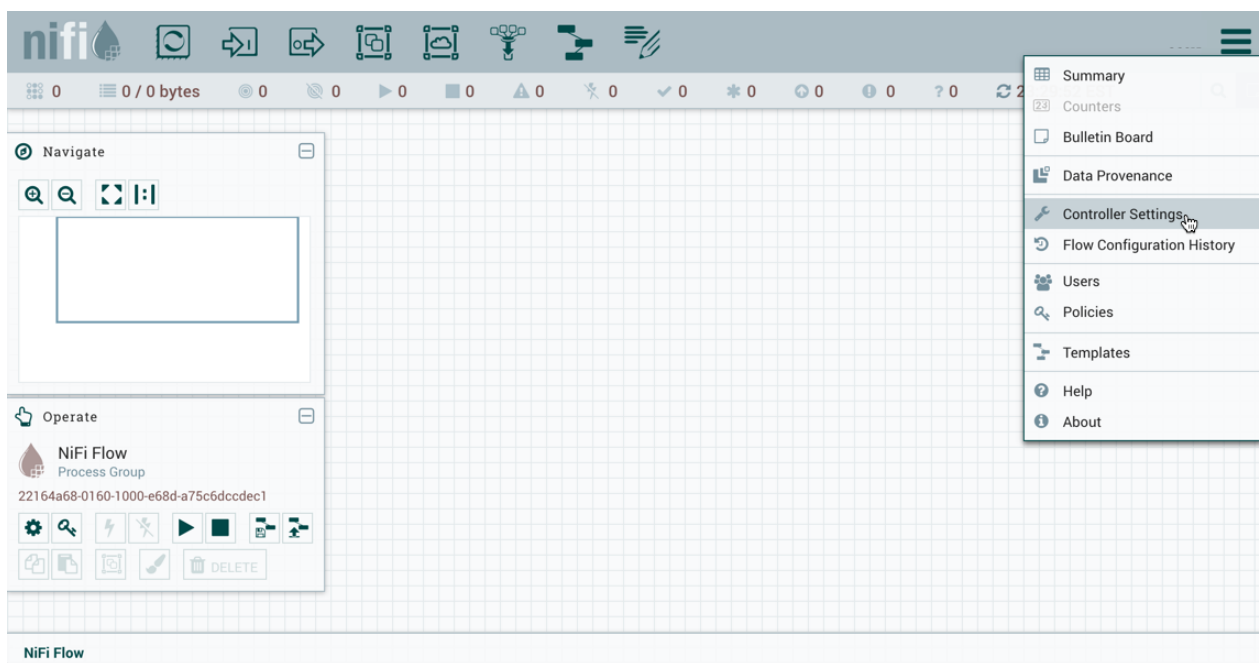 nifi
0 0 / 0 bytes 0 0 0 0 0 0 0 0 0 0 ? 0
Summary
Counters
Bulletin Board
Data Provenance
Controller Settings
Flow Configuration History
Users
Policies
Templates
Help
About
Navigate
Operate
NiFi Flow
Process Group
22164a68-0160-1000-e68d-a75c6dccdec1
DELETE
NiFi Flow